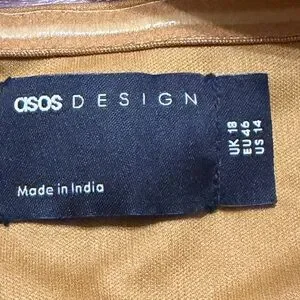 asos DESIGN
Made in India
UK 18
EU 46
US 14